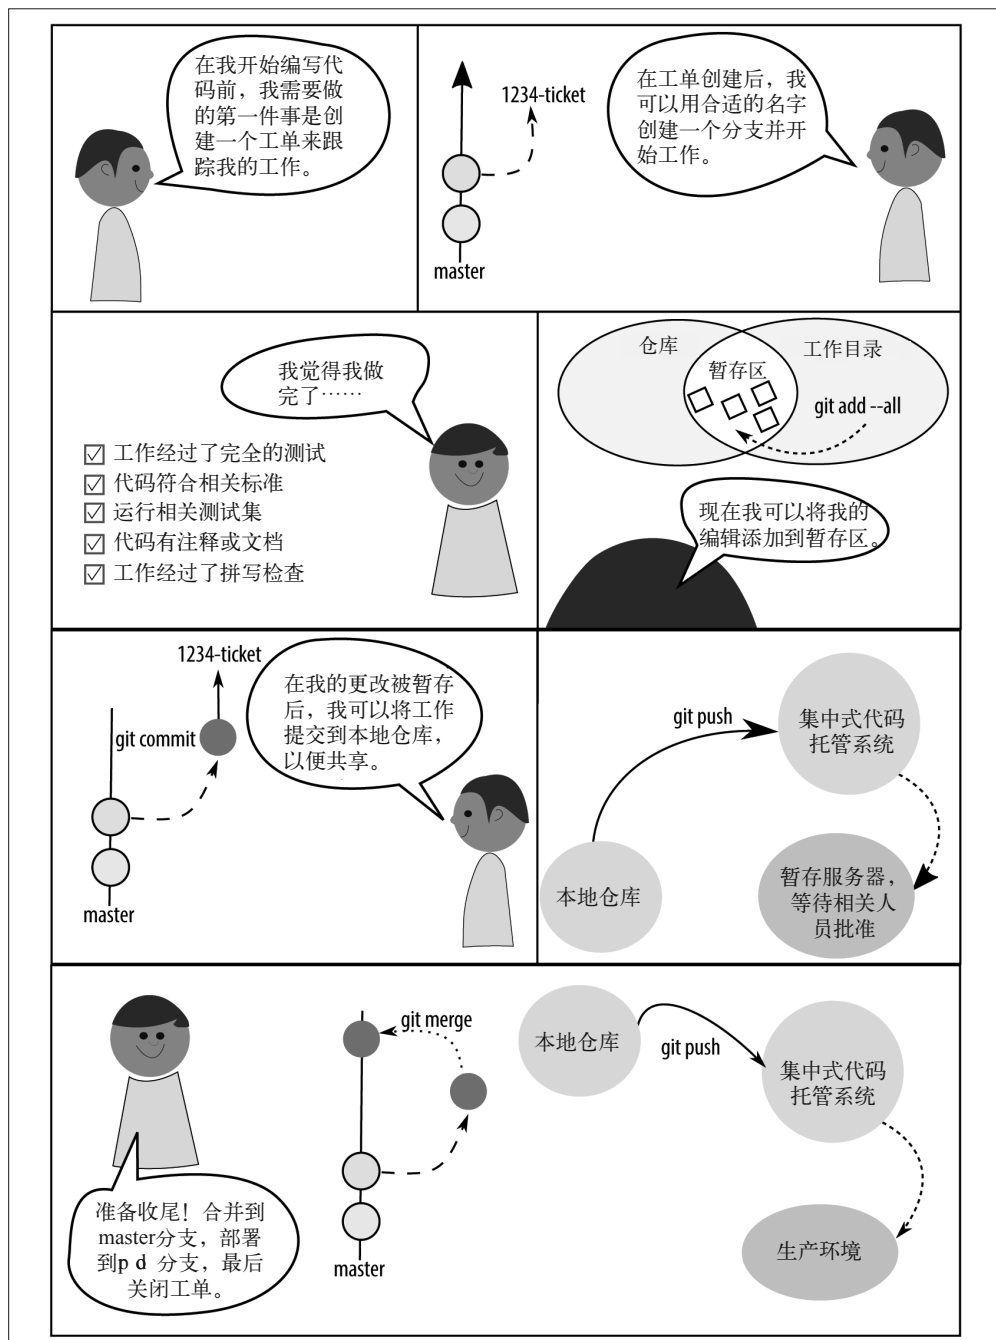 在我开始编写代
码前，我需要做
的第一件事是创
建一个工单来跟
踪我的工作。
1234-ticket
master
在工单创建后，我
可以用合适的名字
创建一个分支并开
始工作。
我觉得我做
完了……
工作经过了完全的测试
代码符合相关标准
运行相关测试集
代码有注释或文档
工作经过了拼写检查
仓库
工作目录
暂存区
git add --all
现在我可以将我的
编辑添加到暂存区。
1234-ticket
git commit
master
在我的更改被暂存
后，我可以将工作
提交到本地仓库，
以便共享。
git push
集中式代码
托管系统
本地仓库
暂存服务器，
等待相关人
员批准
准备收尾！合并到
master分支，部署
到p d 分支，最后
关闭工单。
git merge
master
本地仓库
git push
集中式代码
托管系统
生产环境